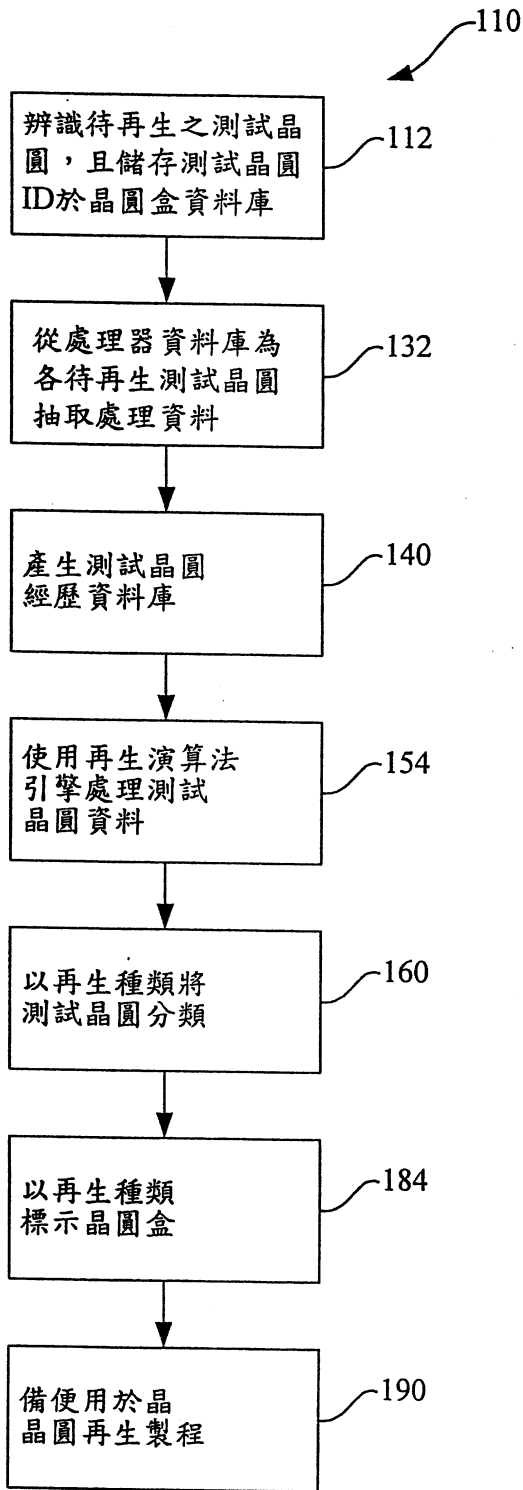 110
辨識待再生之測試晶
圓，且儲存測試晶圓
ID於晶圓盒資料庫
112
從處理器資料庫為
各待再生測試晶圓
抽取處理資料
132
產生測試晶圓
經歷資料庫
140
使用再生演算法
引擎處理測試
晶圓資料
154
以再生種類將
測試晶圓分類
160
以再生種類
標示晶圓盒
184
備便用於晶
晶圓再生製程
190